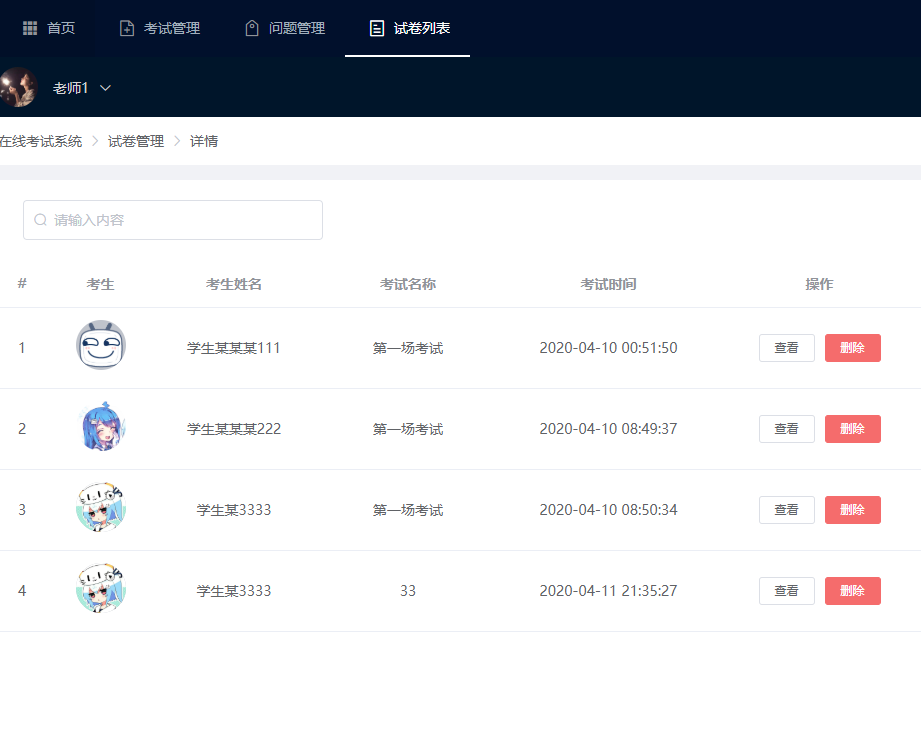 首页 考试管理 问题管理 试卷列表
老师1
在线考试系统 试卷管理 详情
请输入内容
# 考生 考生姓名 考试名称 考试时间 操作
1 学生某某某111 第一场考试 2020-04-10 00:51:50 查看 删除
2 学生某某某222 第一场考试 2020-04-10 08:49:37 查看 删除
3 学生某3333 第一场考试 2020-04-10 08:50:34 查看 删除
4 学生某3333 33 2020-04-11 21:35:27 查看 删除